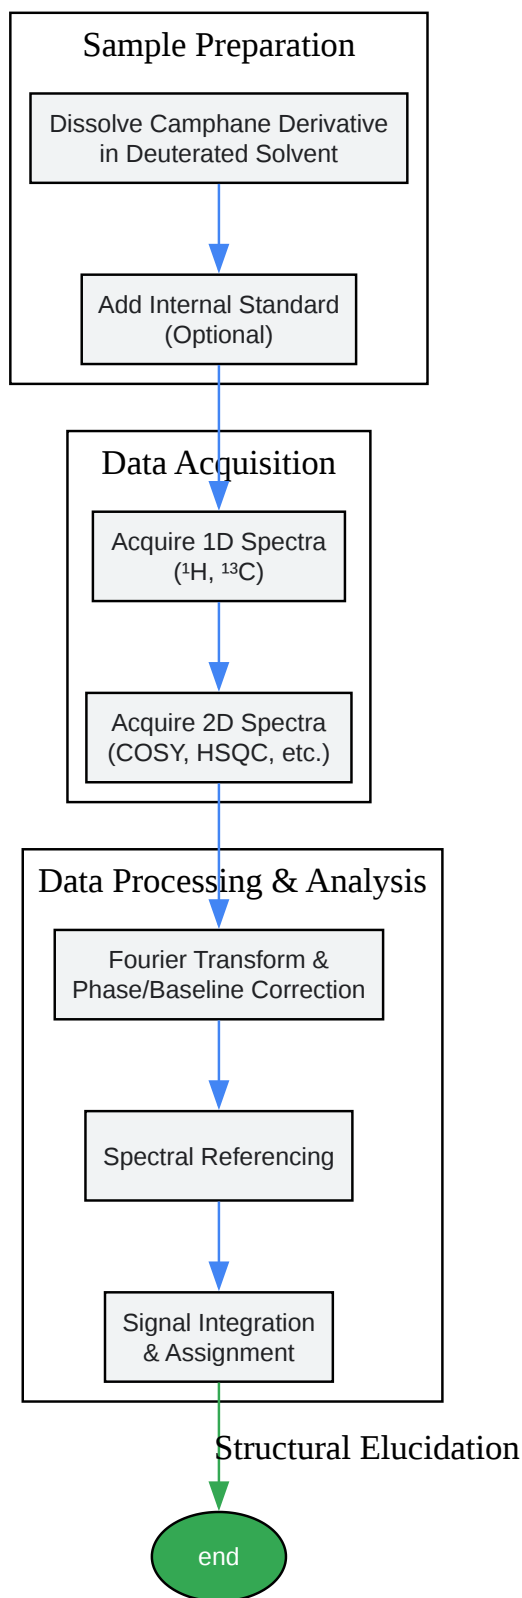 Sample Preparation
Dissolve Camphane Derivative
in Deuterated Solvent
Add Internal Standard
(Optional)
Data Acquisition
Acquire 1D Spectra
(¹H, ¹³C)
Acquire 2D Spectra
(COSY, HSQC, etc.)
Data Processing & Analysis
Fourier Transform &
Phase/Baseline Correction
Spectral Referencing
Signal Integration
& Assignment
Structural Elucidation
end